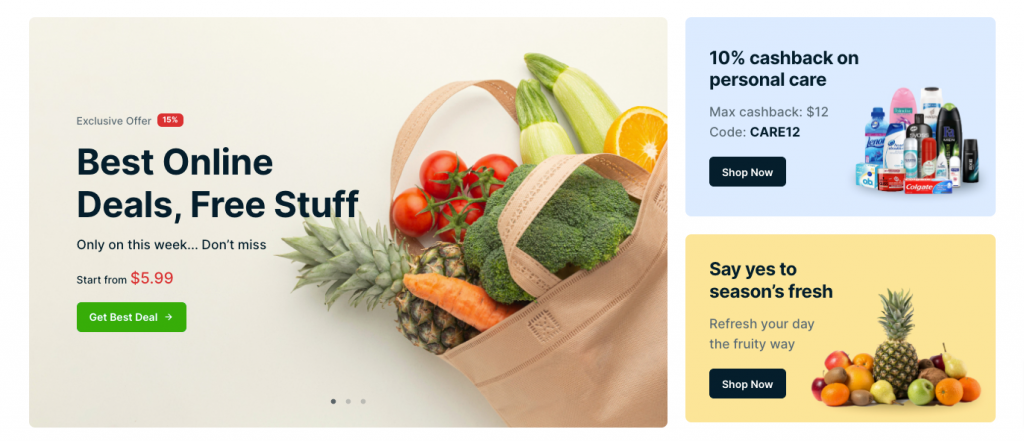 Exclusive Offer 15%
Best Online
Deals, Free Stuff
Only on this week... Don't miss
Start from $5.99
Get Best Deal →
10% cashback on
personal care
Max cashback: $12
Code: CARE12
Shop Now
Colgate
Say yes to
season's fresh
Refresh your day
the fruity way
Shop Now